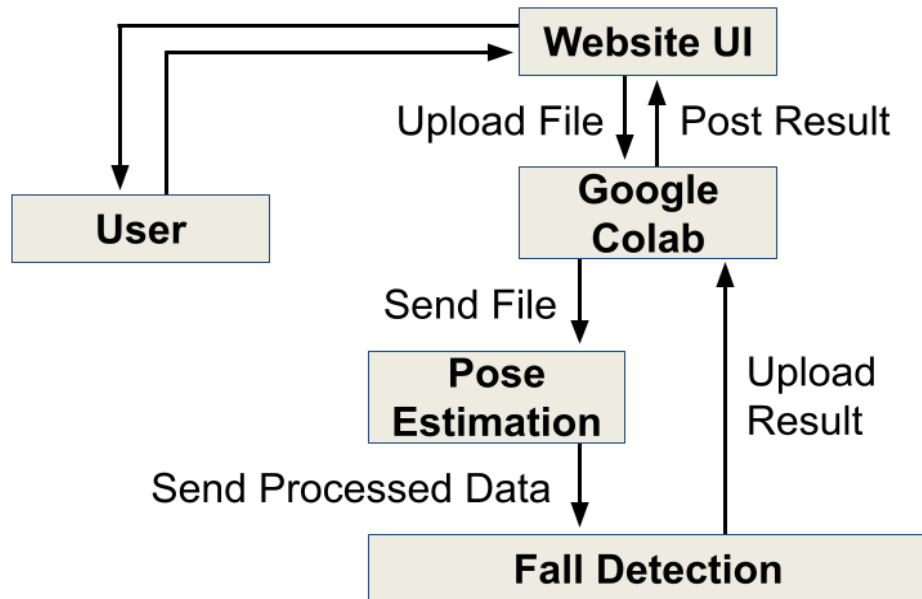 Website UI
Upload File
Post Result
Google
Colab
User
Send File
Pose
Estimation
Upload
Result
Send Processed Data
Fall Detection